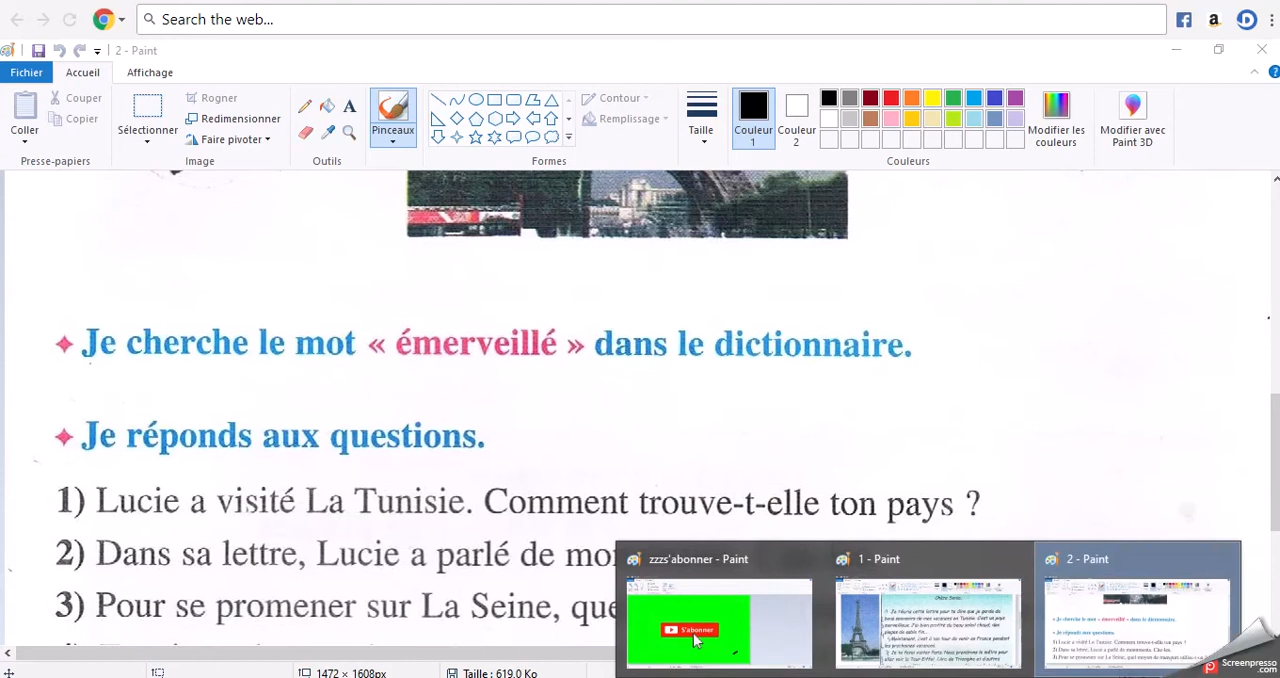 Search the web...
2 - Paint
Fichier Accueil Affichage
Coller
Couper
Copier
Presse-papiers
Sélectionner
Rogner
Redimensionner
Faire pivoter
Image
Outils
Pinceaux
Contour
Remplissage
Formes
Taille
Couleur 1
Couleur 2
Modifier les couleurs
Couleurs
Modifier avec Paint 3D
✦ Je cherche le mot « émerveillé » dans le dictionnaire.
✦ Je réponds aux questions.
1) Lucie a visité La Tunisie. Comment trouve-t-elle ton pays ?
2) Dans sa lettre, Lucie a parlé de
3) Pour se promener sur La Seine,
zzzs'abonner - Paint
S'abonner
1 - Paint
2 - Paint
1472 × 1608px
Taille : 619.0 Ko
Screenpresso